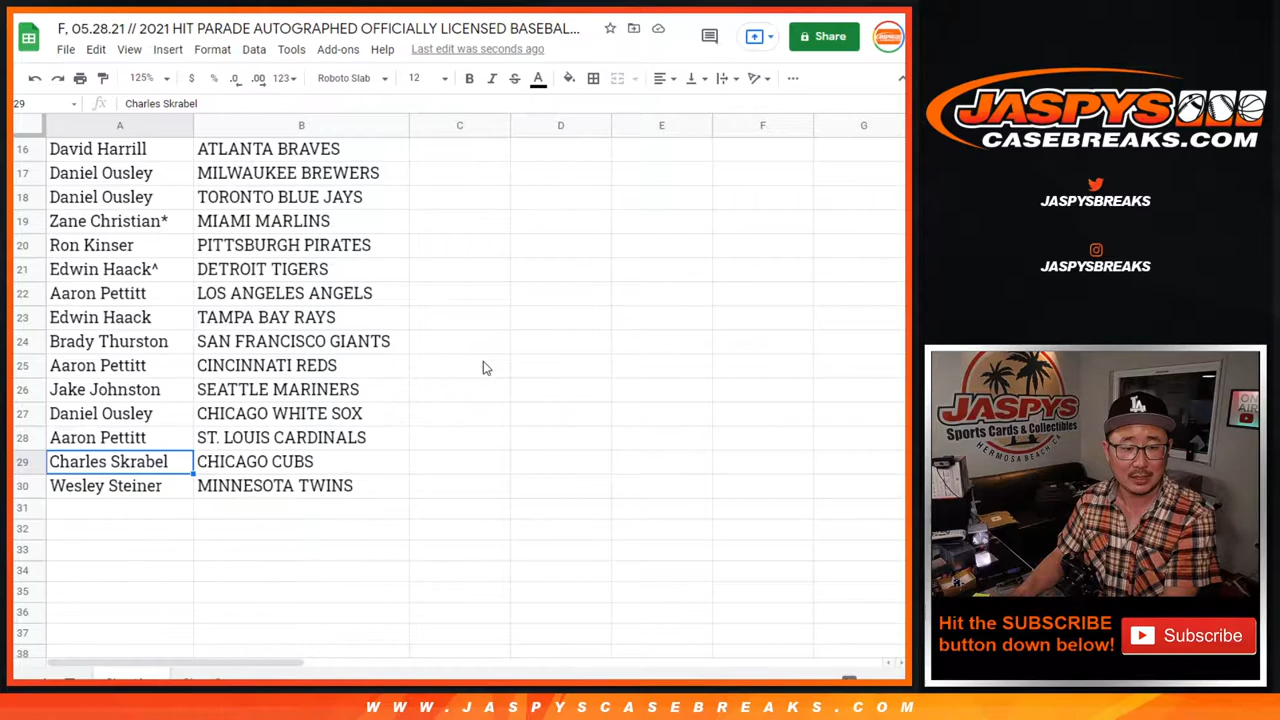 F, 05.28.21 // 2021 HIT PARADE AUTOGRAPHED OFFICIALLY LICENSED BASEBAL...
Share
File Edit View Insert Format Data Tools Add-ons Help Last edit was seconds ago
125% $ % .0 .00 123 Roboto Slab 12 B I S A
29 fx Charles Skrabel
A B C D E F G
16 David Harrill ATLANTA BRAVES
17 Daniel Ousley MILWAUKEE BREWERS
18 Daniel Ousley TORONTO BLUE JAYS
19 Zane Christian* MIAMI MARLINS
20 Ron Kinser PITTSBURGH PIRATES
21 Edwin Haack^ DETROIT TIGERS
22 Aaron Pettitt LOS ANGELES ANGELS
23 Edwin Haack TAMPA BAY RAYS
24 Brady Thurston SAN FRANCISCO GIANTS
25 Aaron Pettitt CINCINNATI REDS
26 Jake Johnston SEATTLE MARINERS
27 Daniel Ousley CHICAGO WHITE SOX
28 Aaron Pettitt ST. LOUIS CARDINALS
29 Charles Skrabel CHICAGO CUBS
30 Wesley Steiner MINNESOTA TWINS
31
32
33
34
35
36
37
38
JASPYS
CASEBREAKS.COM
JASPYSBREAKS
JASPYSBREAKS
JASPYS
Sports Cards & Collectibles
HERMOSA BEACH CA
ON
AIR
LA
Hit the SUBSCRIBE
button down below!
Subscribe
WWW.JASPYSCASEBREAKS.COM